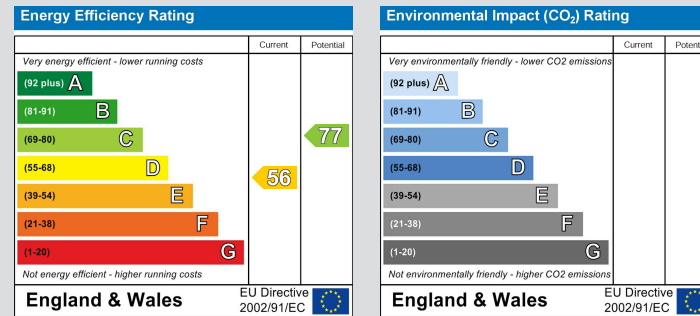 Energy Efficiency Rating
Current Potential
Very energy efficient - lower running costs
(92 plus) A
(81-91) B
(69-80) C
77
(55-68) D
56
(39-54) E
(21-38) F
(1-20) G
Not energy efficient - higher running costs
England & Wales
EU Directive
2002/91/EC
Environmental Impact (CO₂) Rating
Current Potent
Very environmentally friendly - lower CO2 emissions
(92 plus) A
(81-91) B
(69-80) C
(55-68) D
(39-54) E
(21-38) F
(1-20) G
Not environmentally friendly - higher CO2 emissions
England & Wales
EU Directive
2002/91/EC